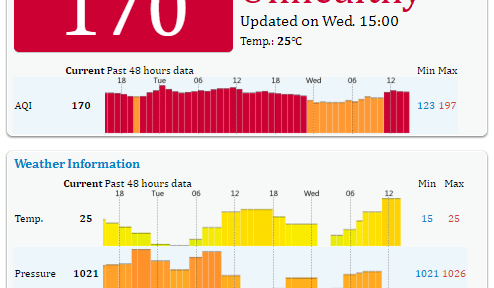 170
Unhealthy
Updated on Wed. 15:00
Temp.: 25°C
Current Past 48 hours data Min Max
18 Tue 06 12 18 Wed 06 12
AQI 170 123 197
Weather Information
Current Past 48 hours data Min Max
18 Tue 06 12 18 Wed 06 12
Temp. 25 15 25
Pressure 1021 1021 1026